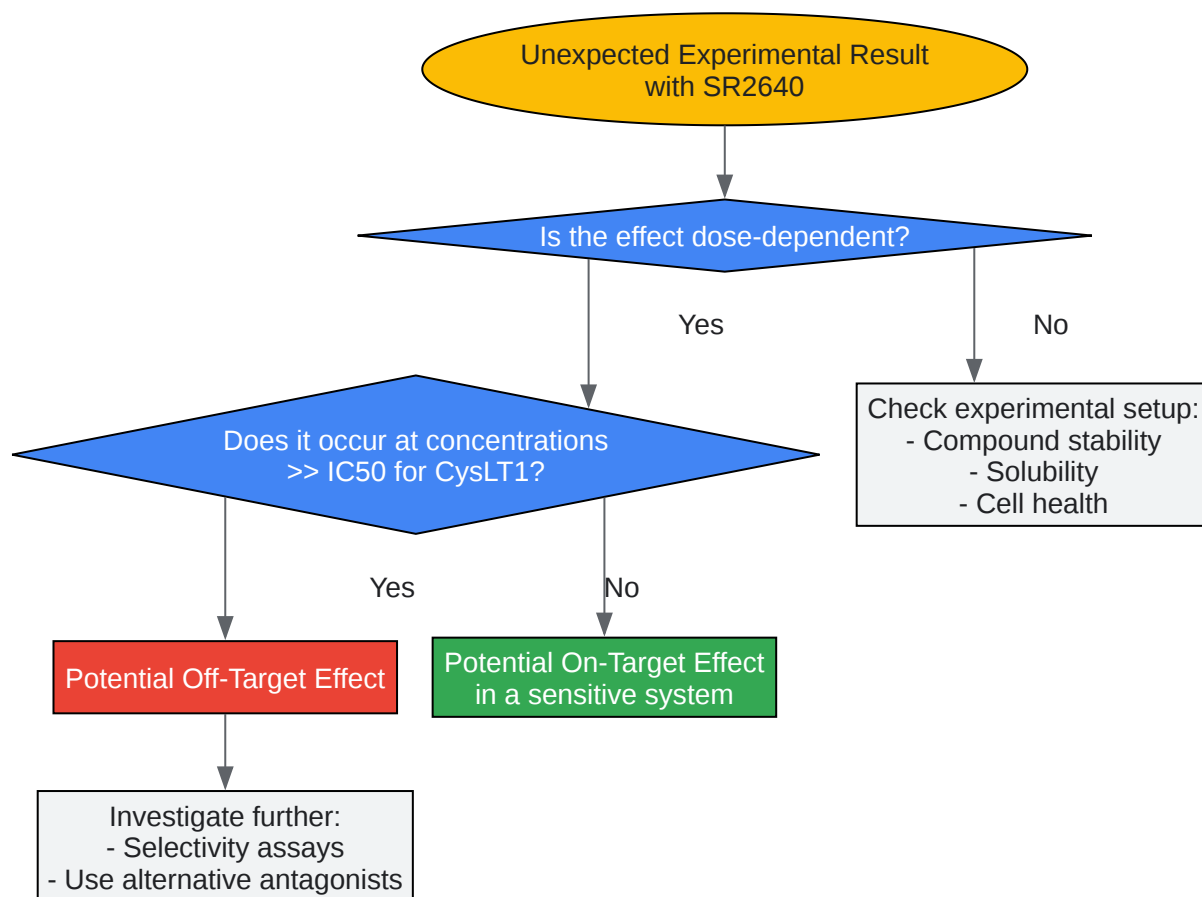 Unexpected Experimental Result
with SR2640
Is the effect dose-dependent?
Yes
No
Does it occur at concentrations
>> IC50 for CysLT1?
Check experimental setup:
- Compound stability
- Solubility
- Cell health
Yes
No
Potential Off-Target Effect
Potential On-Target Effect
in a sensitive system
Investigate further:
- Selectivity assays
- Use alternative antagonists